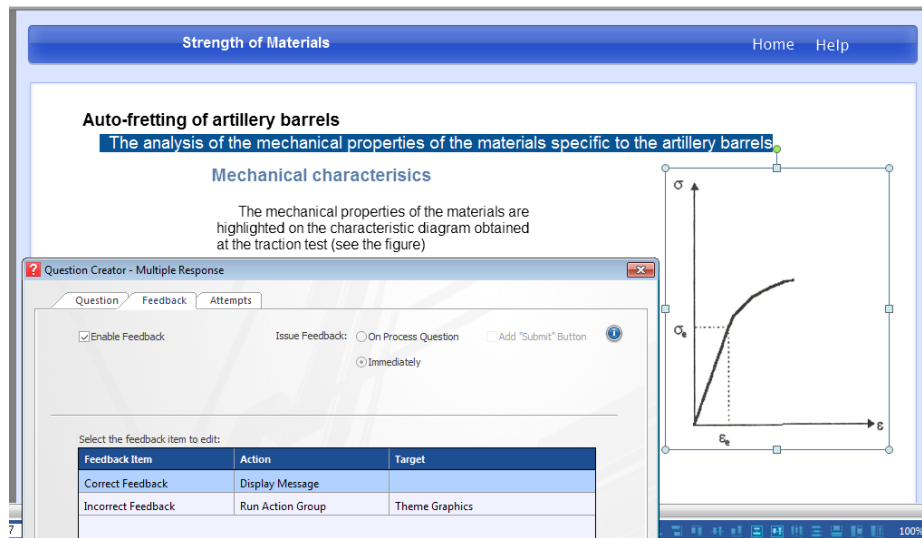 Strength of Materials
Home Help
Auto-fretting of artillery barrels
The analysis of the mechanical properties of the materials specific to the artillery barrels
Mechanical characterisics
The mechanical properties of the materials are
highlighted on the characteristic diagram obtained
at the traction test (see the figure)
σ
σe
εe
ε
Question Creator - Multiple Response
Question Feedback Attempts
Enable Feedback
Issue Feedback: On Process Question
Add "Submit" Button
Immediately
Select the feedback item to edit:
Feedback Item Action Target
Correct Feedback Display Message
Incorrect Feedback Run Action Group Theme Graphics
7
100%